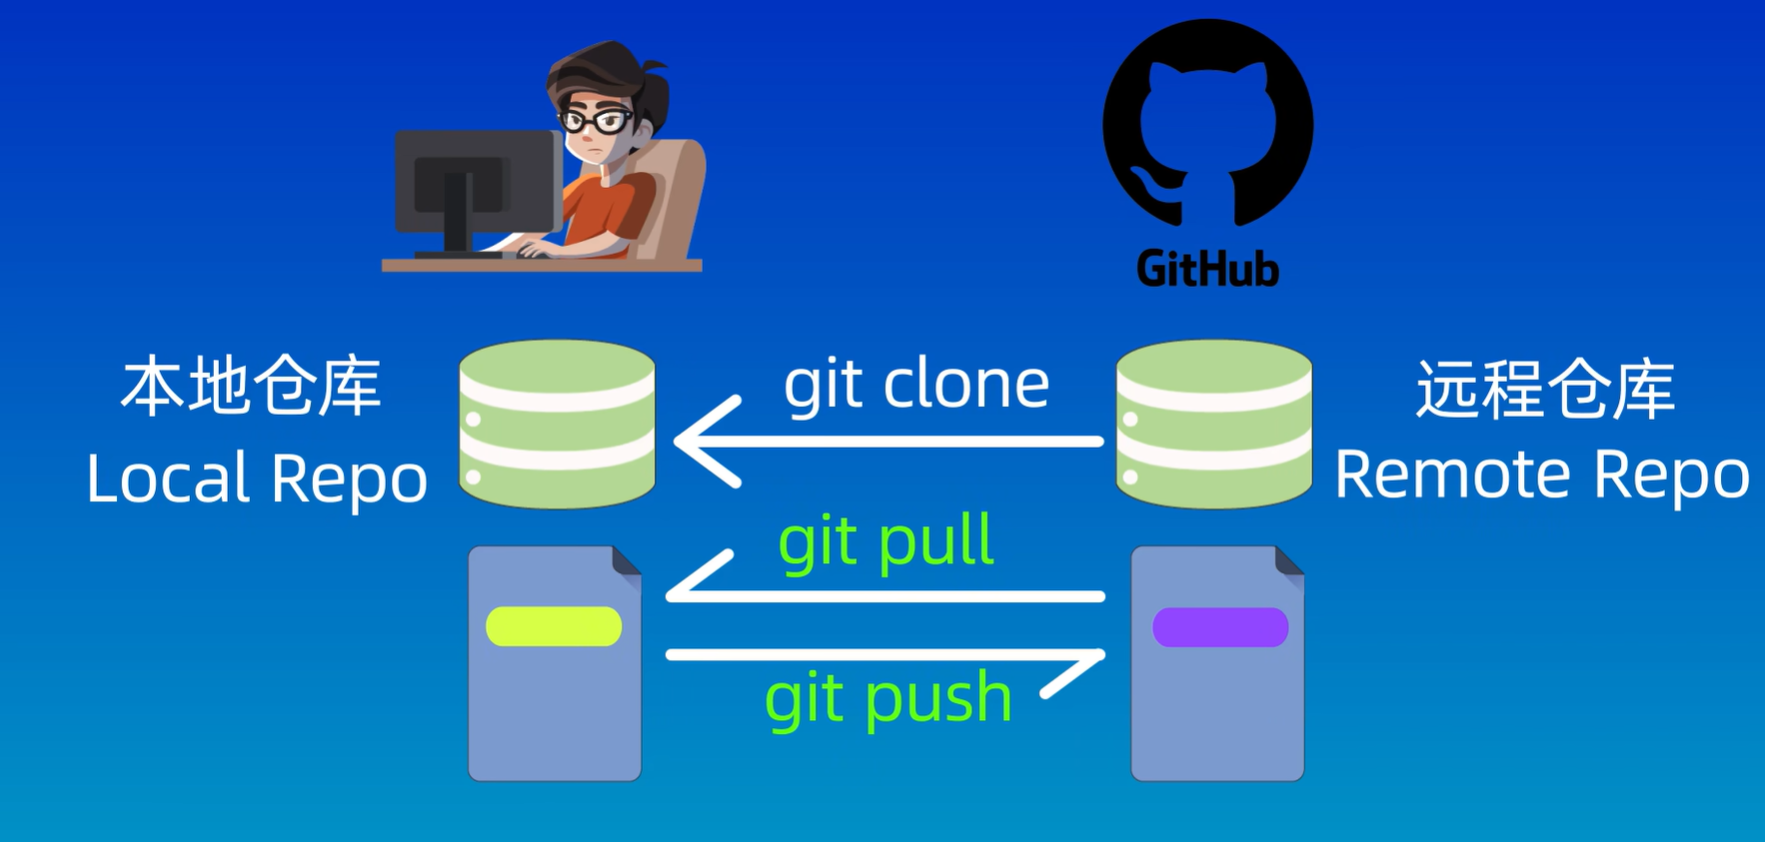 GitHub
本地仓库
Local Repo
git clone
远程仓库
Remote Repo
git pull
git push